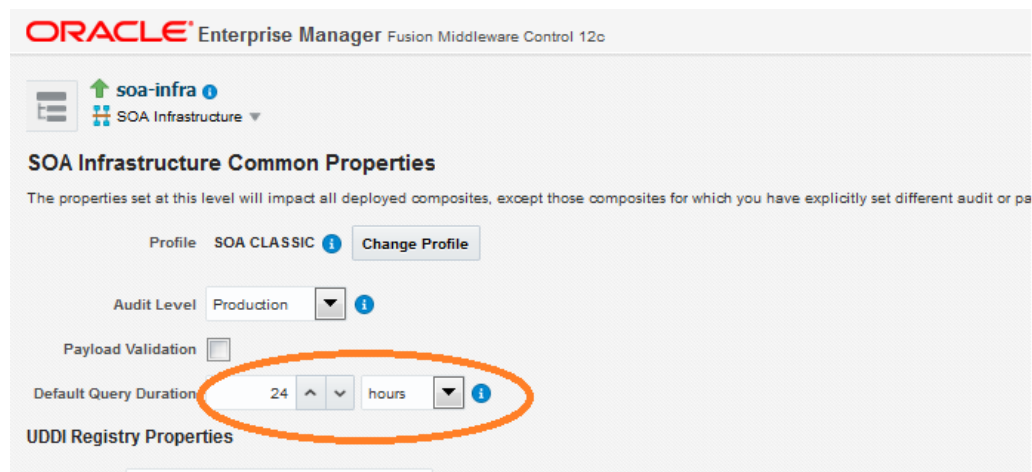 ORACLE Enterprise Manager Fusion Middleware Control 12c
soa-infra
SOA Infrastructure
SOA Infrastructure Common Properties
The properties set at this level will impact all deployed composites, except those composites for which you have explicitly set different audit or pa
Profile SOA CLASSIC Change Profile
Audit Level Production
Payload Validation
Default Query Duration 24 hours
UDDI Registry Properties